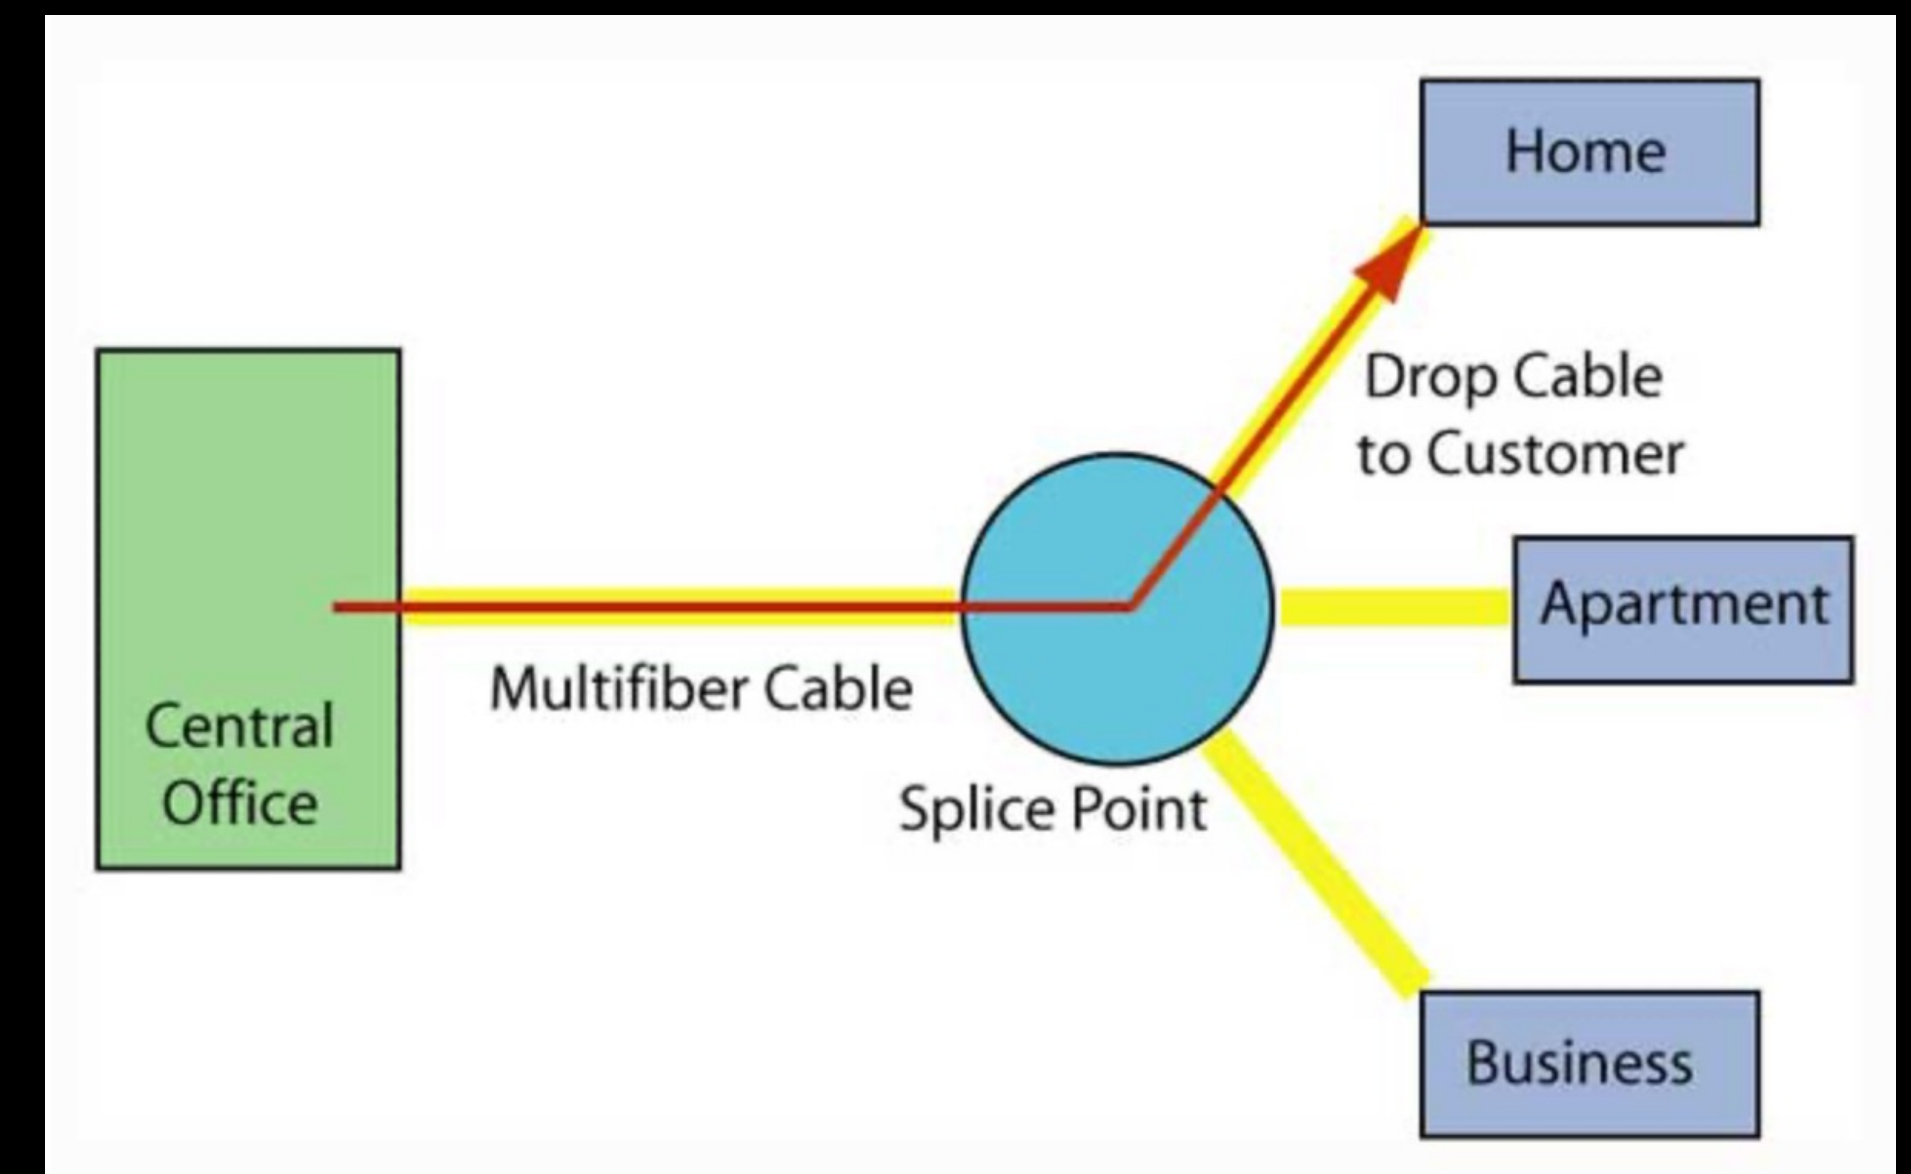 Home
Drop Cable
to Customer
Apartment
Multifiber Cable
Central
Office
Splice Point
Business